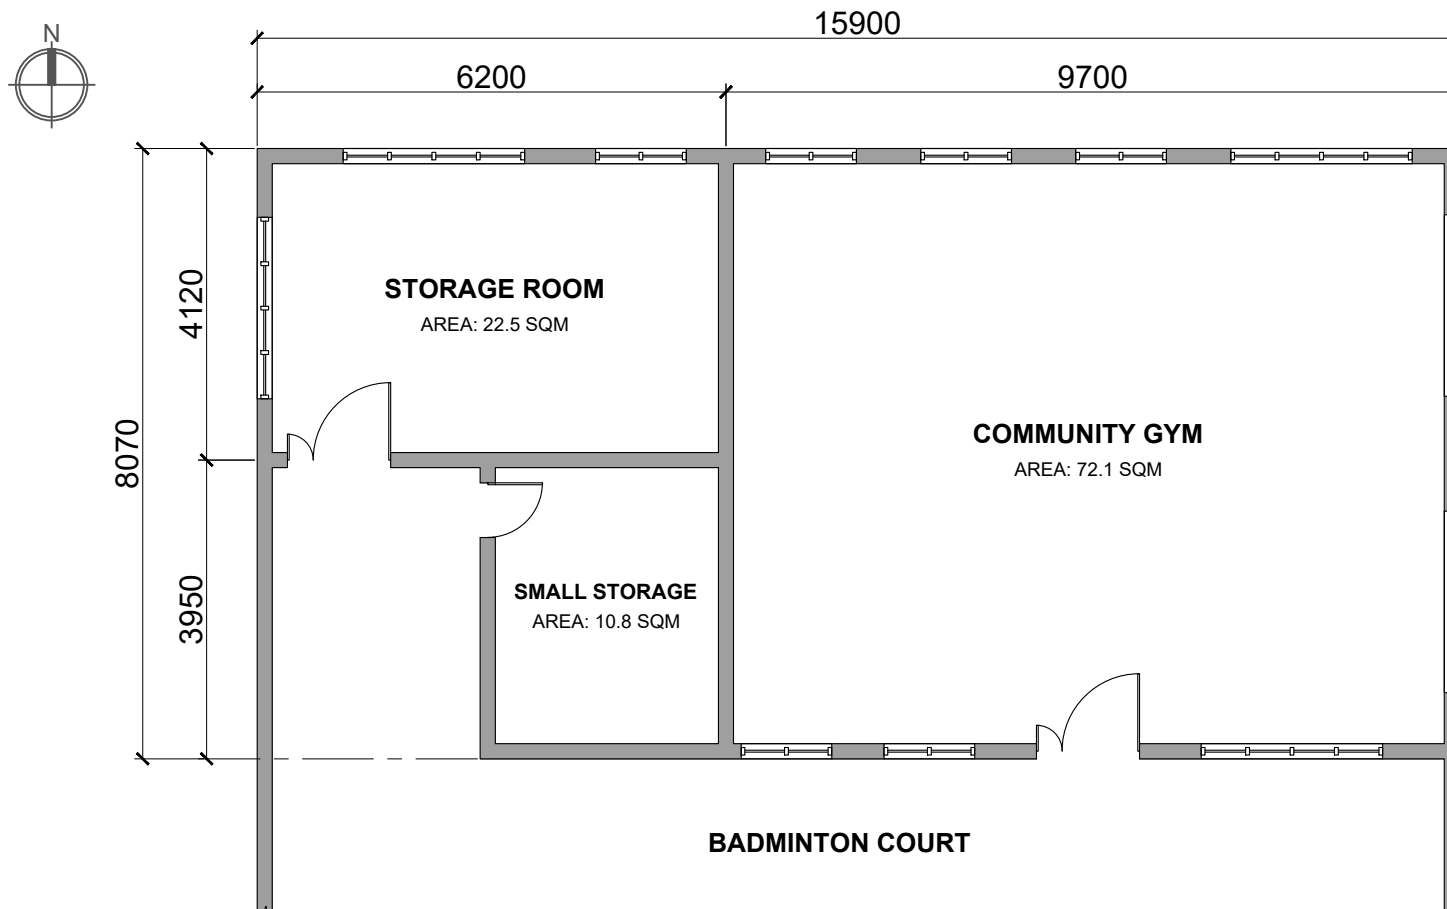 N
15900
6200
9700
4120
8070
3950
STORAGE ROOM
AREA: 22.5 SQM
COMMUNITY GYM
AREA: 72.1 SQM
SMALL STORAGE
AREA: 10.8 SQM
BADMINTON COURT